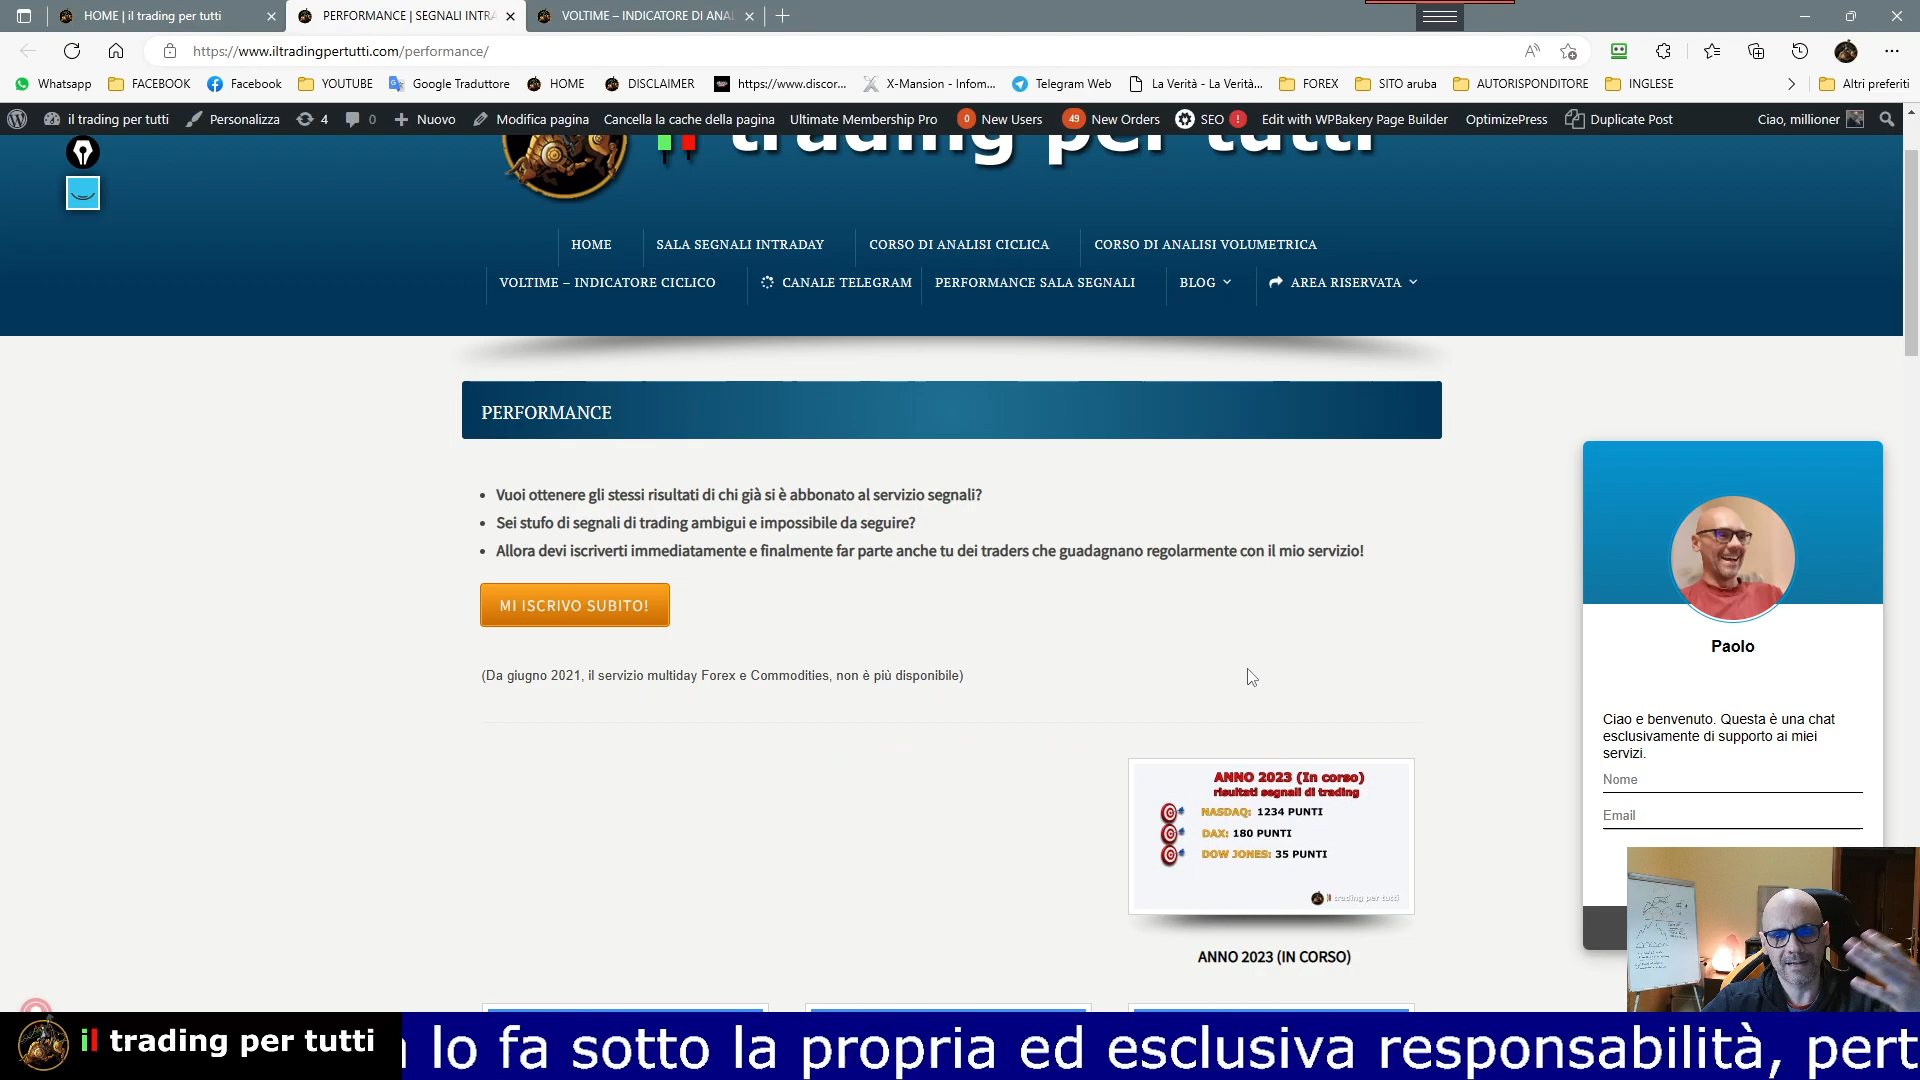 HOME | il trading per tutti
PERFORMANCE | SEGNALI INTRA
VOLTIME – INDICATORE DI ANAL
https://www.iltradingpertutti.com/performance/
Whatsapp
FACEBOOK
Facebook
YOUTUBE
Google Traduttore
HOME
DISCLAIMER
https://www.discor...
X-Mansion - Infom...
Telegram Web
La Verità - La Verità...
FOREX
SITO aruba
AUTORISPONDITORE
INGLESE
Altri preferiti
il trading per tutti
Personalizza
4
0
Nuovo
Modifica pagina
Cancella la cache della pagina
Ultimate Membership Pro
0 New Users
49 New Orders
SEO !
Edit with WPBakery Page Builder
OptimizePress
Duplicate Post
Ciao, millioner
trading per tutti
HOME
SALA SEGNALI INTRADAY
CORSO DI ANALISI CICLICA
CORSO DI ANALISI VOLUMETRICA
VOLTIME – INDICATORE CICLICO
CANALE TELEGRAM
PERFORMANCE SALA SEGNALI
BLOG
AREA RISERVATA
PERFORMANCE
• Vuoi ottenere gli stessi risultati di chi già si è abbonato al servizio segnali?
• Sei stufo di segnali di trading ambigui e impossibile da seguire?
• Allora devi iscriverti immediatamente e finalmente far parte anche tu dei traders che guadagnano regolarmente con il mio servizio!
MI ISCRIVO SUBITO!
(Da giugno 2021, il servizio multiday Forex e Commodities, non è più disponibile)
ANNO 2023 (In corso)
risultati segnali di trading
NASDAQ: 1234 PUNTI
DAX: 180 PUNTI
DOW JONES: 35 PUNTI
il trading per tutti
ANNO 2023 (IN CORSO)
Paolo
Ciao e benvenuto. Questa è una chat
esclusivamente di supporto ai miei
servizi.
Nome
Email
il trading per tutti
lo fa sotto la propria ed esclusiva responsabilità, pert